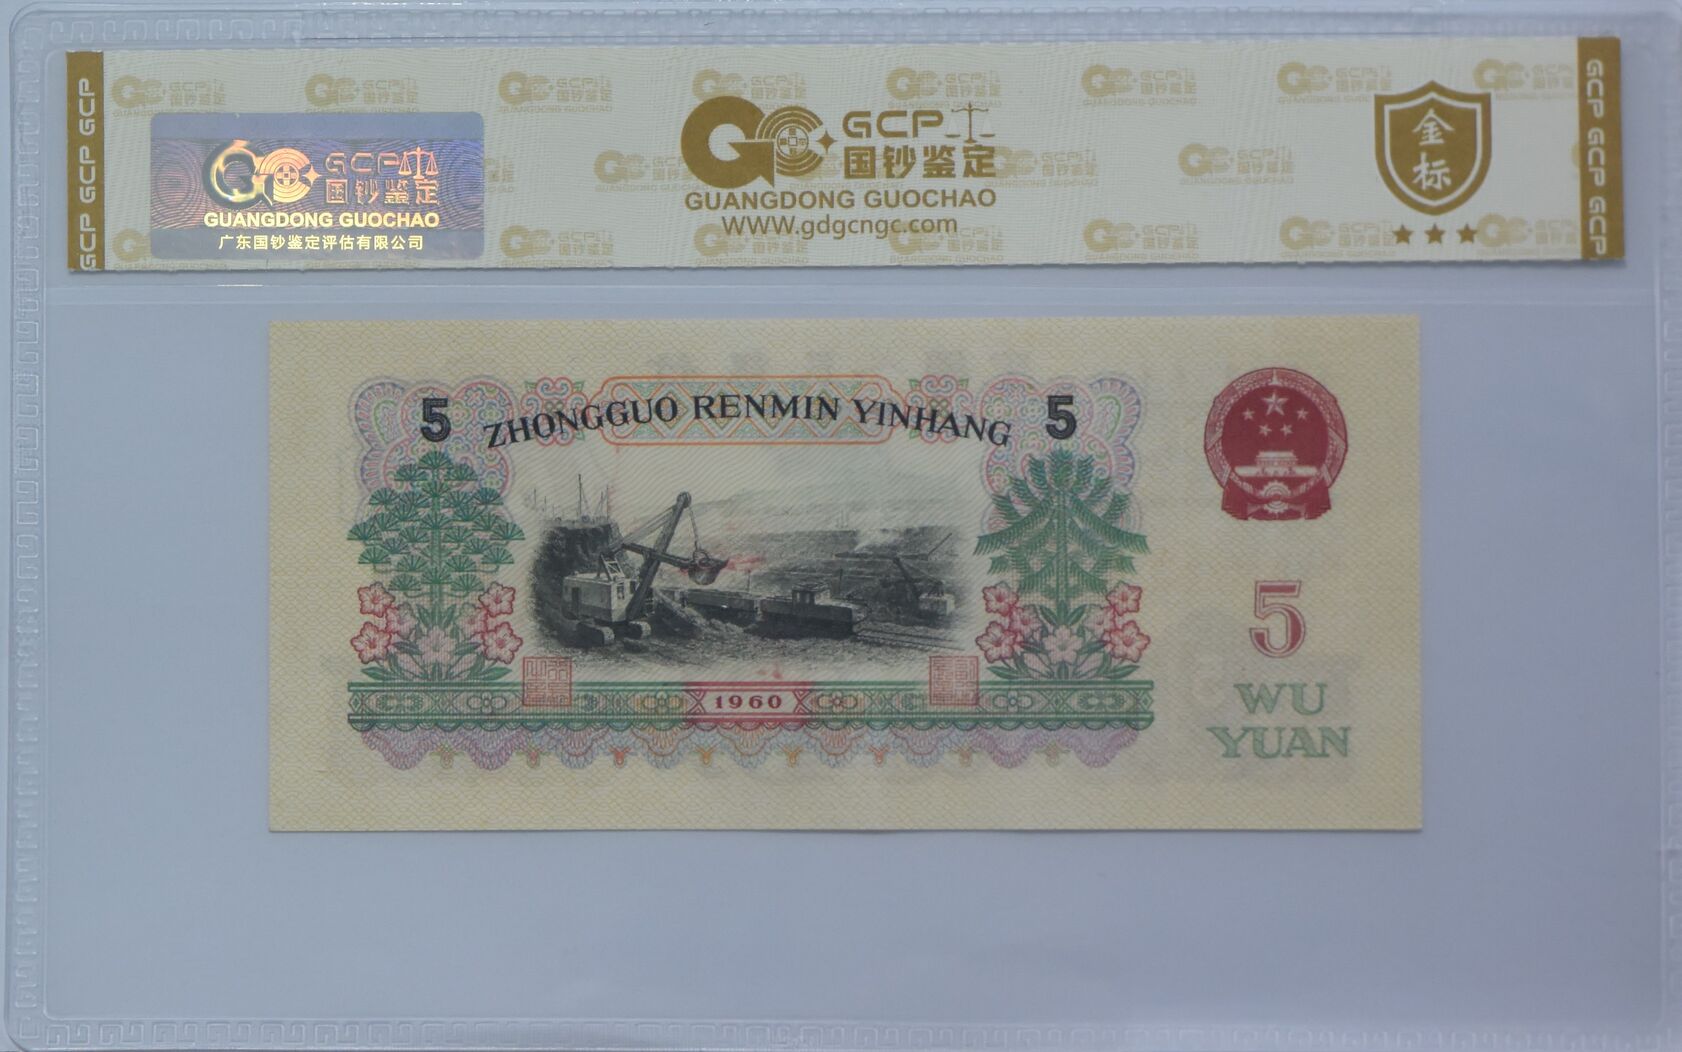 GCP GCP GCP
GCP
国钞鉴定
GUANGDONG GUOCHAO
广东国钞鉴定评估有限公司
GCP
国钞鉴定
GUANGDONG GUOCHAO
WWW.gdgcngc.com
金
标
GCP GCP GCP
5 ZHONGGUO RENMIN YINHANG 5
1960
5
WU
YUAN